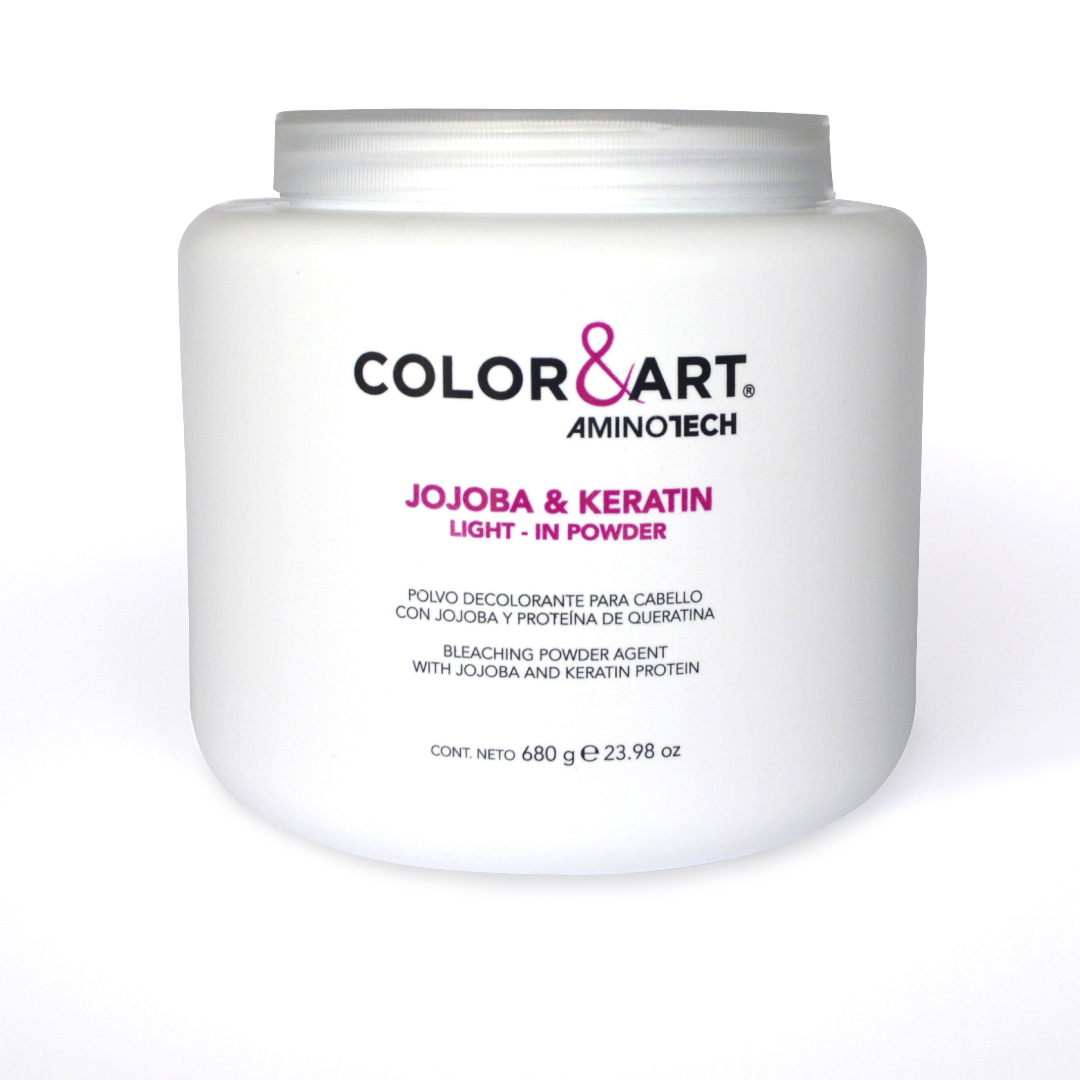 COLOR&ART®
AMINOTECH
JOJOBA & KERATIN
LIGHT - IN POWDER
POLVO DECOLORANTE PARA CABELLO
CON JOJOBA Y PROTEÍNA DE QUERATINA
BLEACHING POWDER AGENT
WITH JOJOBA AND KERATIN PROTEIN
CONT. NETO 680 g ℮ 23.98 oz